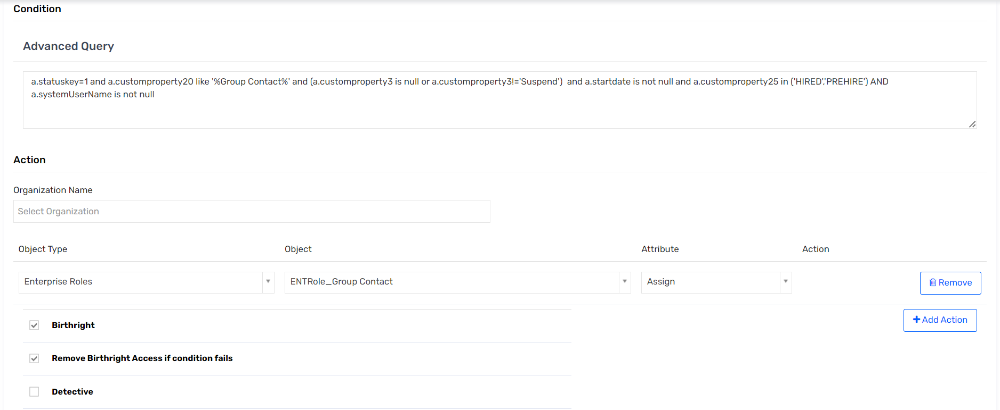 Condition
Advanced Query
a.statuskey=1 and a.customproperty20 like '%Group Contact%' and (a.customproperty3 is null or a.customproperty3!='Suspend')  and a.startdate is not null and a.customproperty25 in ('HIRED','PREHIRE') AND
a.systemUserName is not null
Action
Organization Name
Select Organization
Object Type Object Attribute Action
Enterprise Roles ENTRole_Group Contact Assign Remove
Birthright Add Action
Remove Birthright Access if condition fails
Detective